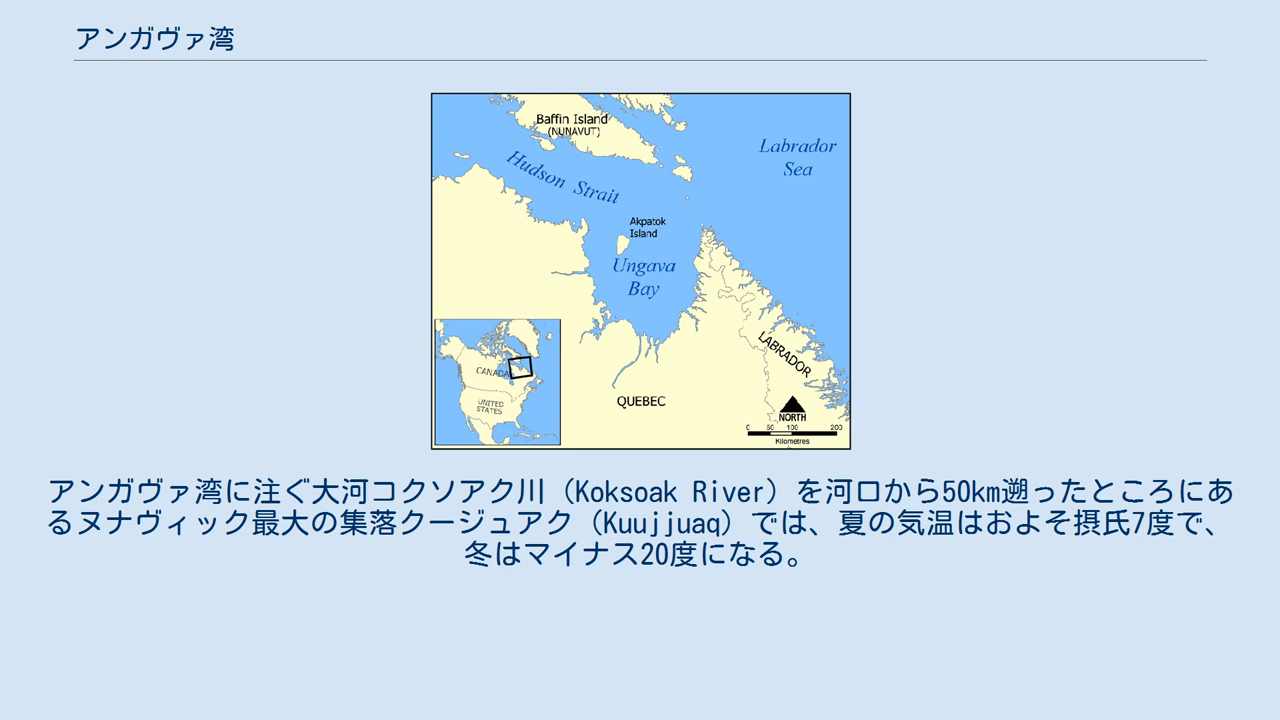 アンガヴァ湾
Baffin Island
(NUNAVUT)
Labrador
Sea
Hudson Strait
Akpatok
Island
Ungava
Bay
LABRADOR
CANADA
UNITED
STATES
QUEBEC
NORTH
0 50 100 200
Kilometres
アンガヴァ湾に注ぐ大河コクソアク川（Koksoak River）を河口から50km遡ったところにあ
るヌナヴィック最大の集落クージュアク（Kuujjuaq）では、夏の気温はおよそ摂氏7度で、
冬はマイナス20度になる。